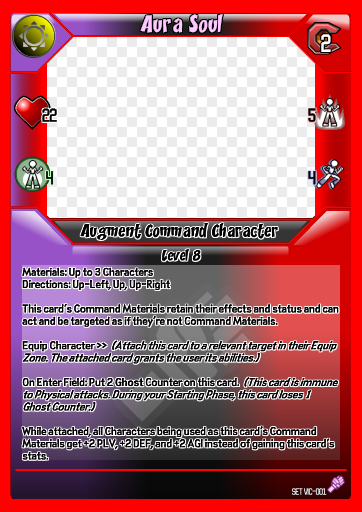 Aura Soul
2
22
5
4
4
Augment Command Character
Level 8
Materials: Up to 3 Characters
Directions: Up-Left, Up, Up-Right
This card's Command Materials retain their effects and status and can
act and be targeted as if they're not Command Materials.
Equip Character >> (Attach this card to a relevant target in their Equip
Zone. The attached card grants the user its abilities.)
On Enter Field: Put 2 Ghost Counter on this card. (This card is immune
to Physical attacks. During your Starting Phase, this card loses 1
Ghost Counter.)
While attached, all Characters being used as this card's Command
Materials get +2 PLV, +2 DEF, and +2 AGI instead of gaining this card's
stats.
SET VIC-001